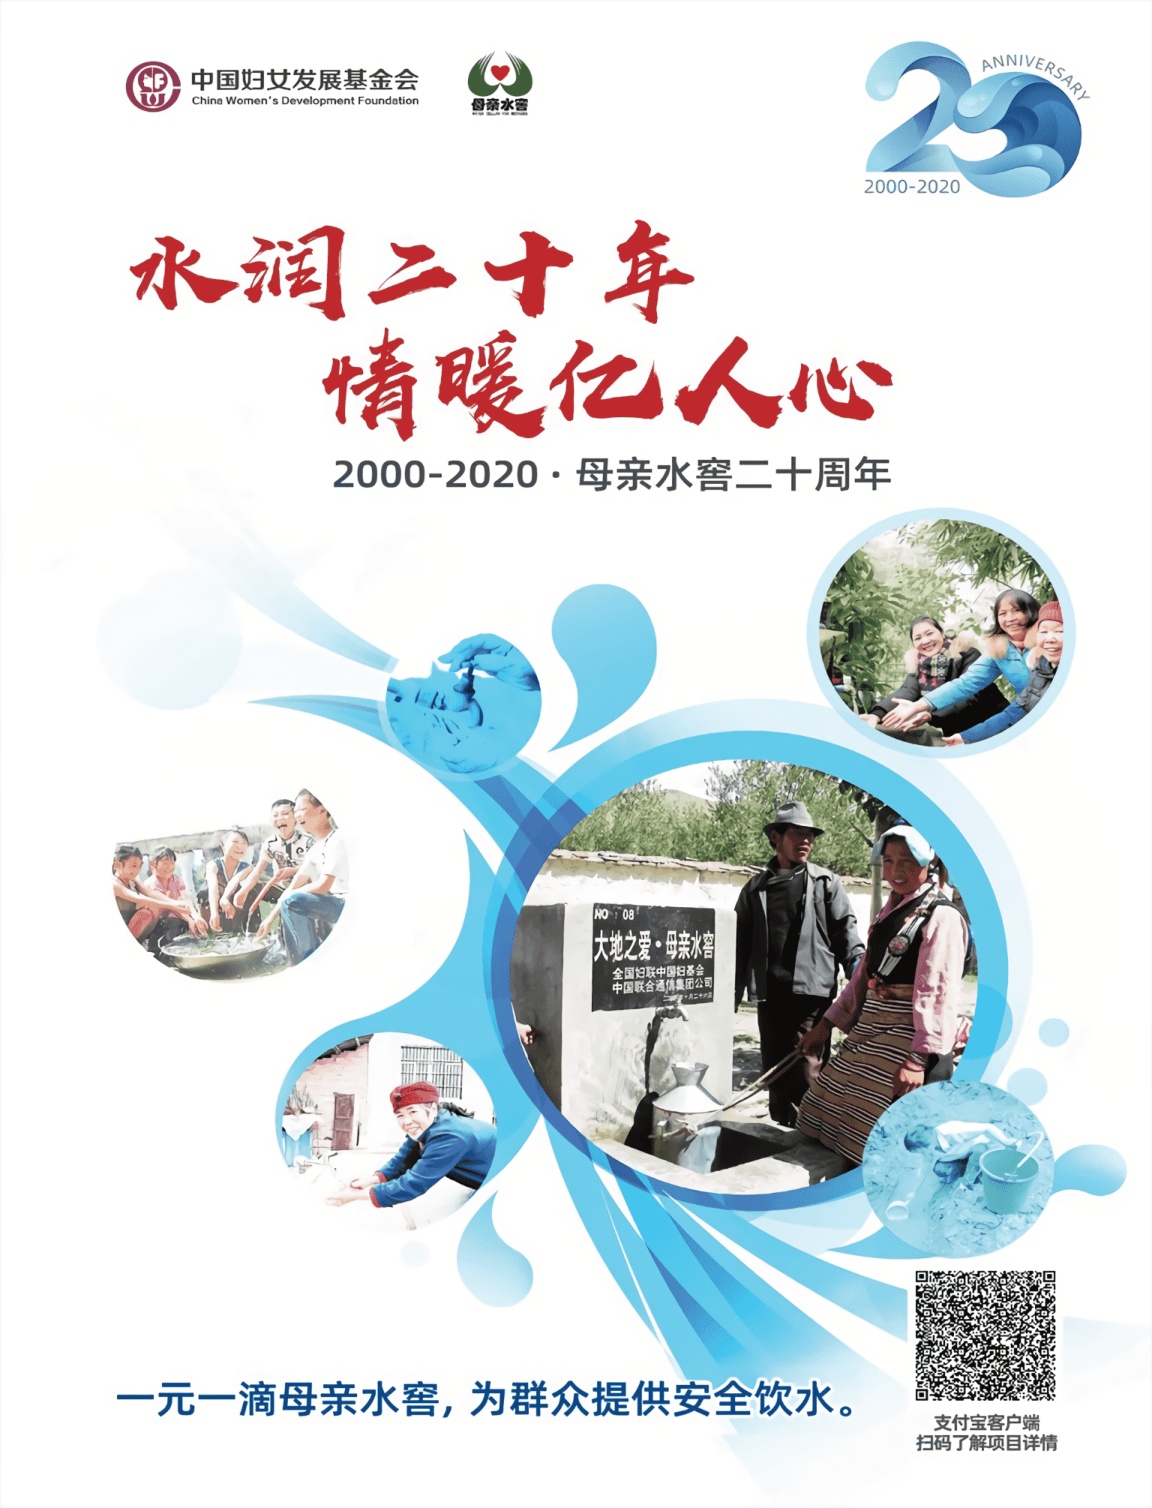 中国妇女发展基金会
China Women's Development Foundation
母亲水窖
WATER CELLAR FOR MOTHERS
ANNIVERSARY
20
2000-2020
水润二十年
情暖亿人心
2000-2020·母亲水窖二十周年
NO：08
大地之爱·母亲水窖
全国妇联中国妇基会
中国联合通信集团公司
一元一滴母亲水窖，为群众提供安全饮水。
支付宝客户端
扫码了解项目详情